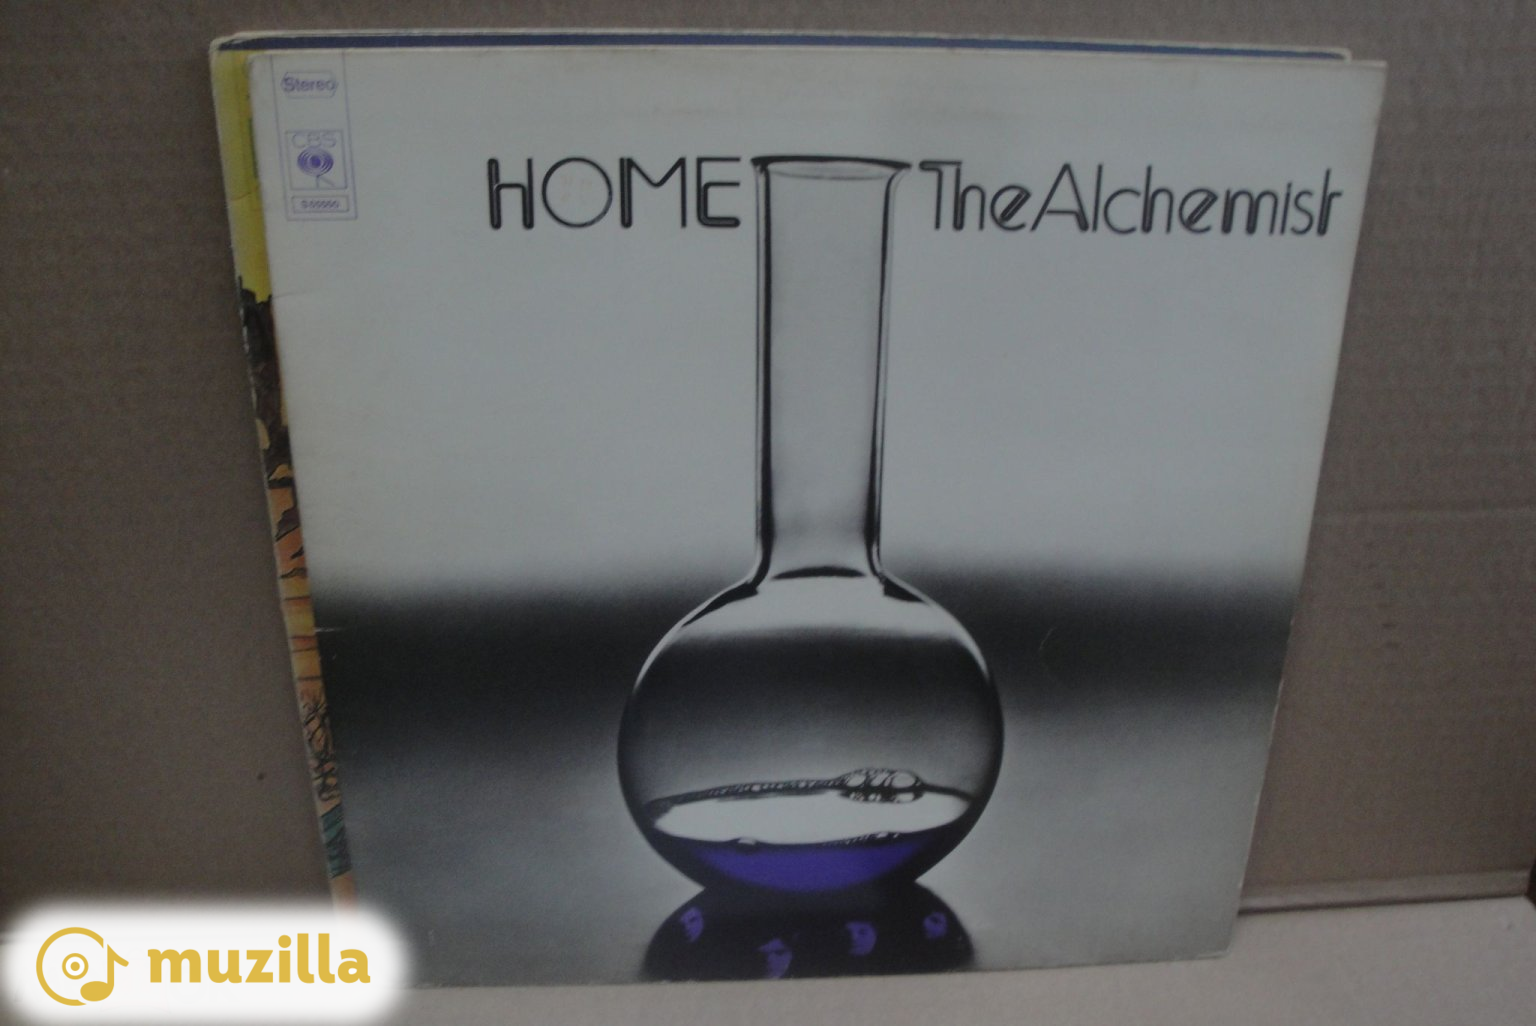 Stereo
CBS
HOME The Alchemist
muzilla